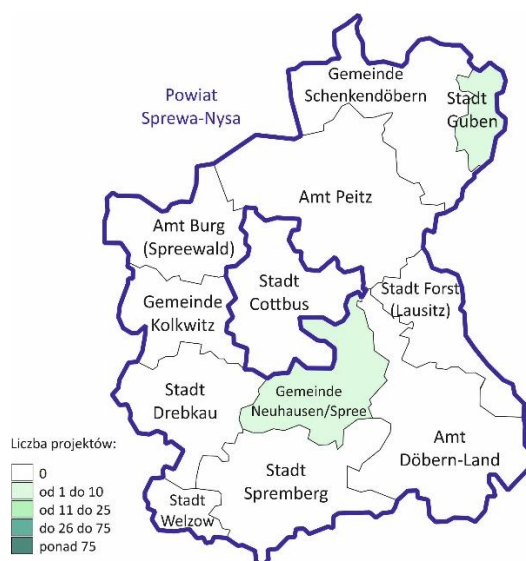 Gemeinde
Schenkendöbern
Stadt
Guben
Powiat
Sprewa-Nysa
Amt Peitz
Amt Burg
(Spreewald)
Stadt
Cottbus
Stadt Forst
(Lausitz)
Gemeinde
Kolkwitz
Stadt
Drebkau
Gemeinde
Neuhausen/Spree
Amt
Döbern-Land
Stadt
Spremberg
Stadt
Welzow
Liczba projektów:
0
od 1 do 10
od 11 do 25
do 26 do 75
ponad 75